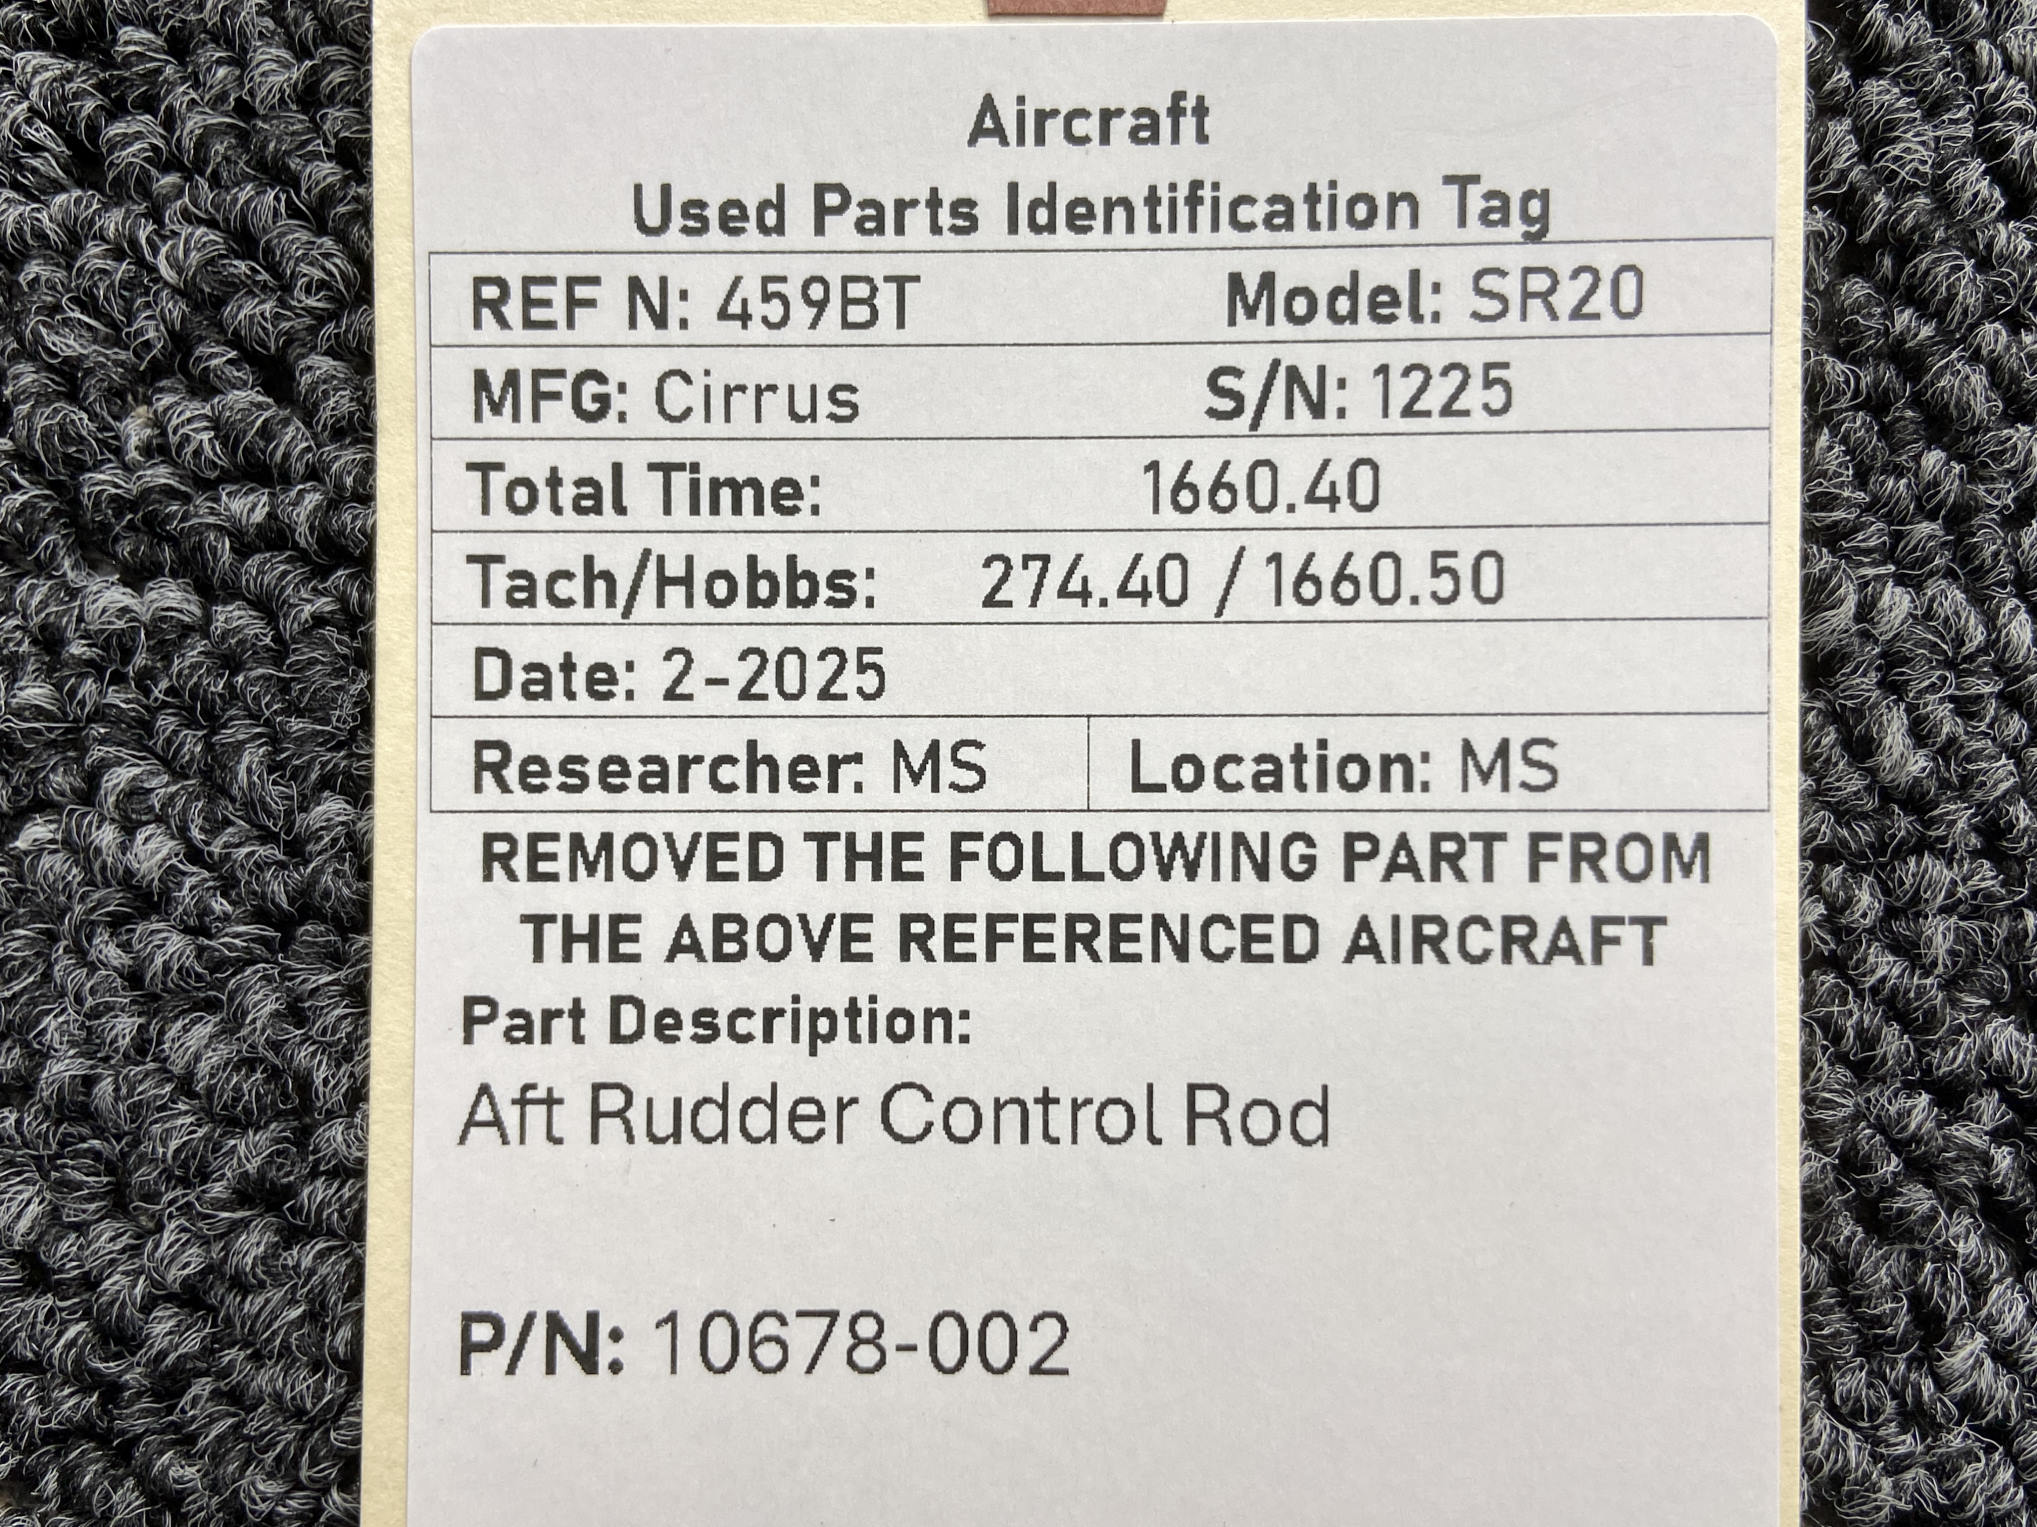 Aircraft
Used Parts Identification Tag
REF N: 459BT Model: SR20
MFG: Cirrus S/N: 1225
Total Time: 1660.40
Tach/Hobbs: 274.40 / 1660.50
Date: 2-2025
Researcher: MS Location: MS
REMOVED THE FOLLOWING PART FROM
THE ABOVE REFERENCED AIRCRAFT
Part Description:
Aft Rudder Control Rod
P/N: 10678-002